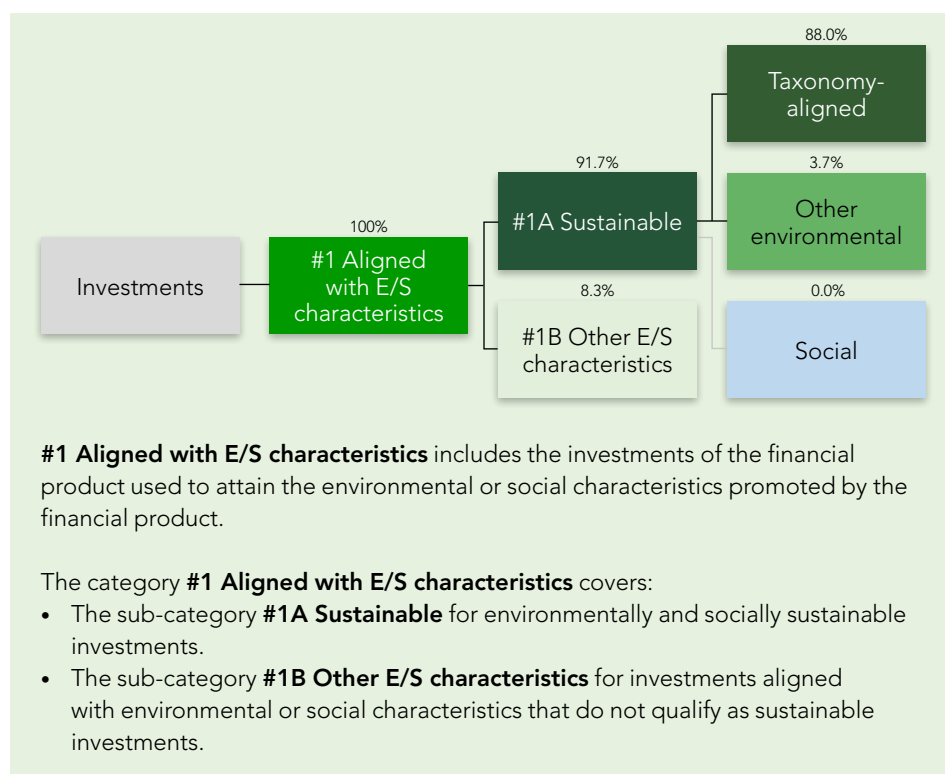 88.0%
Taxonomy-
aligned
91.7%
3.7%
#1A Sustainable
Other
environmental
100%
Investments
#1 Aligned
with E/S
characteristics
8.3%
0.0%
#1B Other E/S
characteristics
Social
#1 Aligned with E/S characteristics includes the investments of the financial
product used to attain the environmental or social characteristics promoted by the
financial product.
The category #1 Aligned with E/S characteristics covers:
• The sub-category #1A Sustainable for environmentally and socially sustainable
investments.
• The sub-category #1B Other E/S characteristics for investments aligned
with environmental or social characteristics that do not qualify as sustainable
investments.